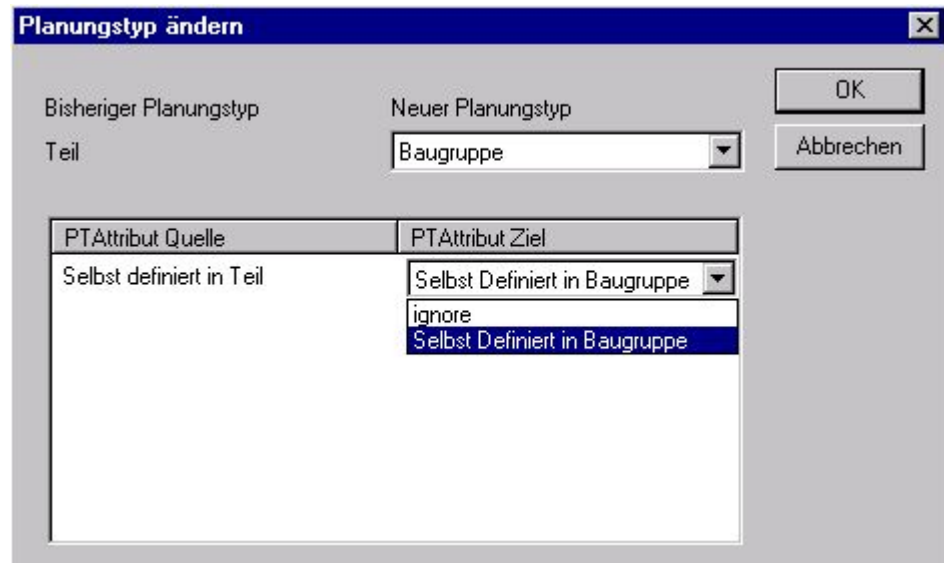 Planungstyp ändern
OK
Bisheriger Planungstyp Neuer Planungstyp
Teil Baugruppe Abbrechen
PTAttribut Quelle PTAttribut Ziel
Selbst definiert in Teil Selbst Definiert in Baugruppe
ignore
Selbst Definiert in Baugruppe